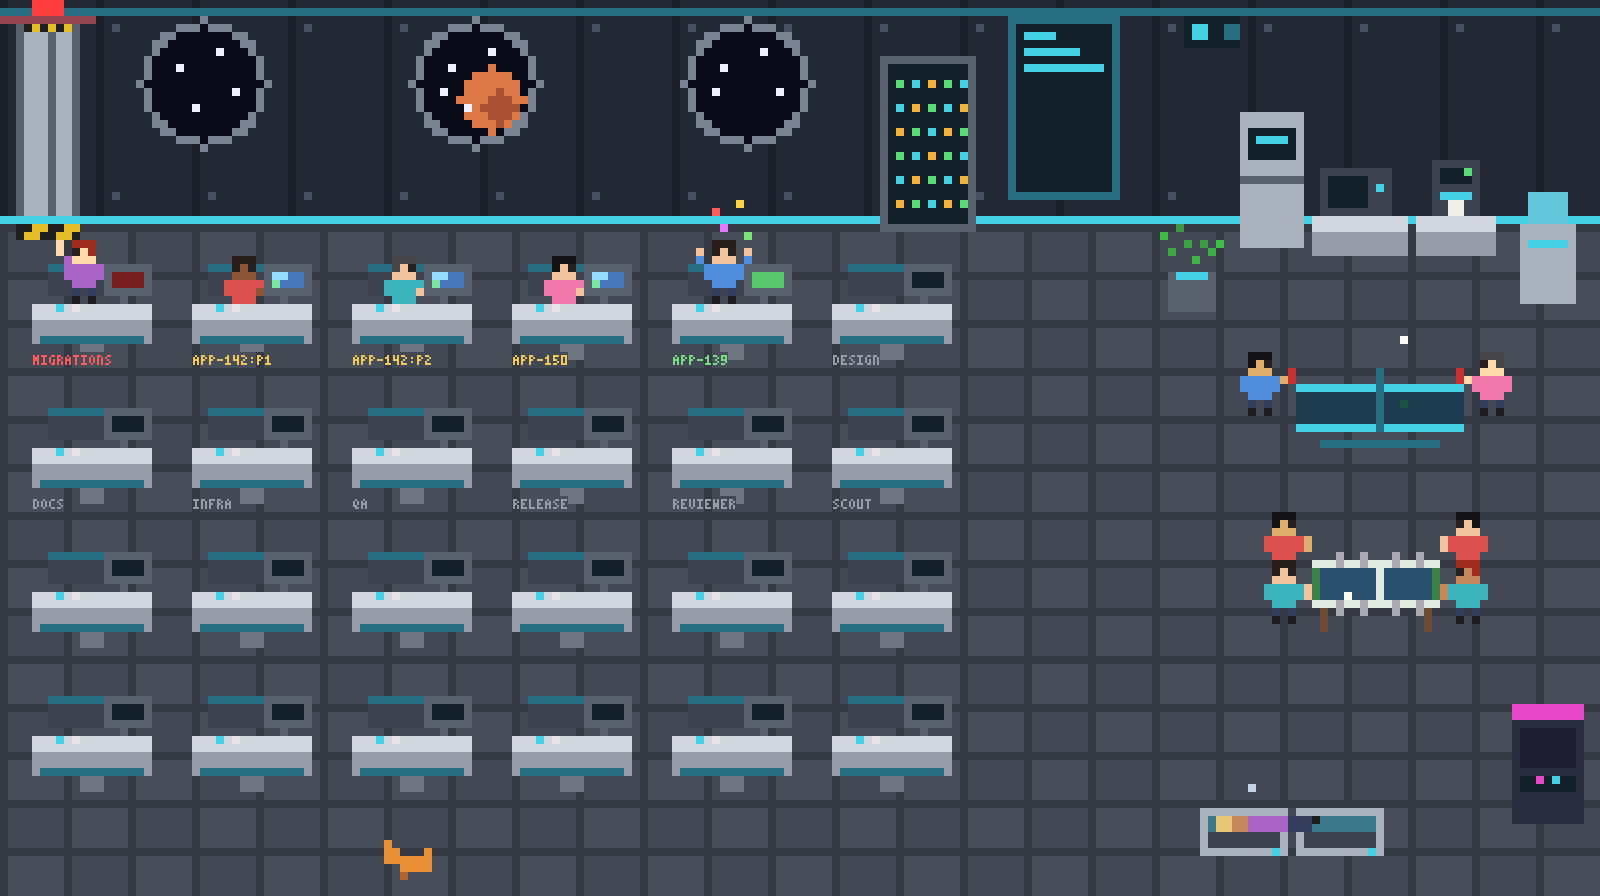 MIGRATIONS APP-142:P1 APP-142:P2 APP-150 APP-139 DESIGN
DOCS INFRA QA RELEASE REVIEWER SCOUT